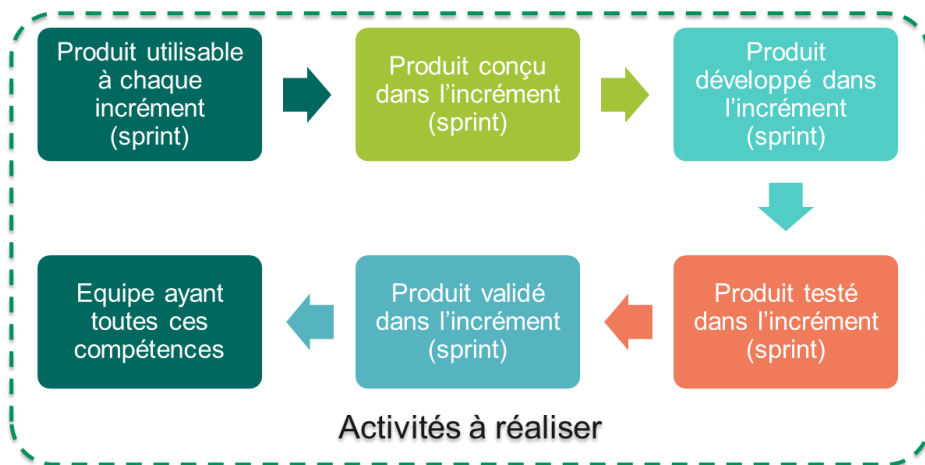 Produit utilisable
à chaque
incrément
(sprint)
Produit conçu
dans l'incrément
(sprint)
Produit
développé dans
l'incrément
(sprint)
Produit testé
dans l'incrément
(sprint)
Produit validé
dans l'incrément
(sprint)
Equipe ayant
toutes ces
compétences
Activités à réaliser